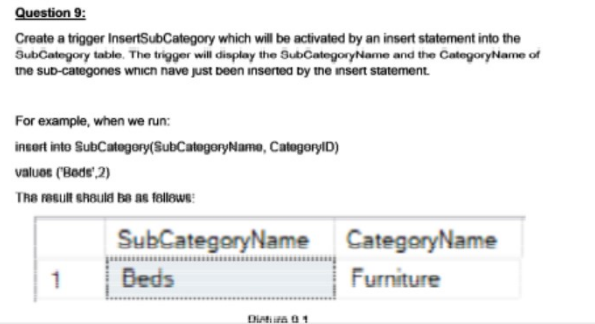 Question 9:
Create a trigger InsertSubCategory which will be activated by an insert statement into the
SubCategory table. The trigger will display the SubCategoryName and the CategoryName of
the sub-categories which have just been inserted by the insert statement.
For example, when we run:
insert into SubCategory(SubCategoryName, CategoryID)
values ('Beds',2)
The result should be as follows:
SubCategoryName CategoryName
1 Beds Furniture
Picture 9.1